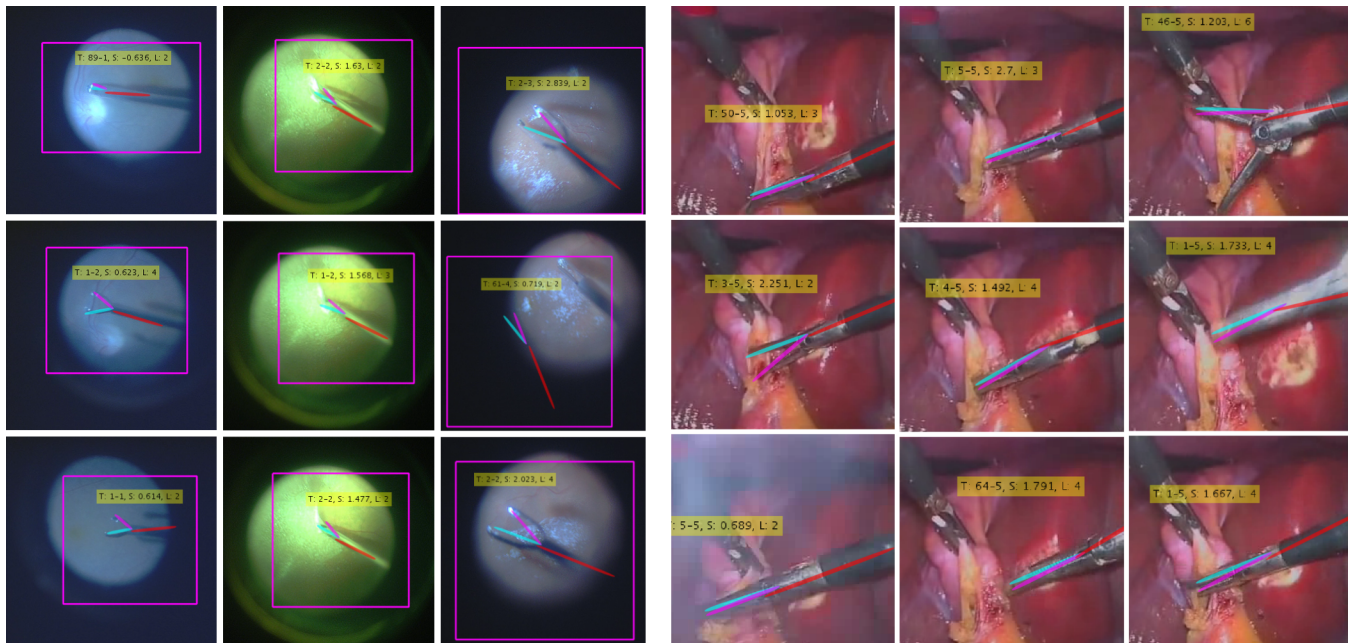 T: 89-1, S: -0.636, L: 2
T: 2-2, S: 1.63, L: 2
T: 2-3, S: 2.839, L: 2
T: 50-5, S: 1.053, L: 3
T: 5-5, S: 2.7, L: 3
T: 46-5, S: 1.203, L: 6
T: 1-2, S: 0.623, L: 4
T: 1-2, S: 1.568, L: 3
T: 61-4, S: 0.719, L: 2
T: 3-5, S: 2.251, L: 2
T: 4-5, S: 1.492, L: 4
T: 1-5, S: 1.733, L: 4
T: 1-1, S: 0.614, L: 2
T: 2-2, S: 1.477, L: 2
T: 2-2, S: 2.023, L: 4
: 5-5, S: 0.689, L: 2
T: 64-5, S: 1.791, L: 4
T: 1-5, S: 1.667, L: 4